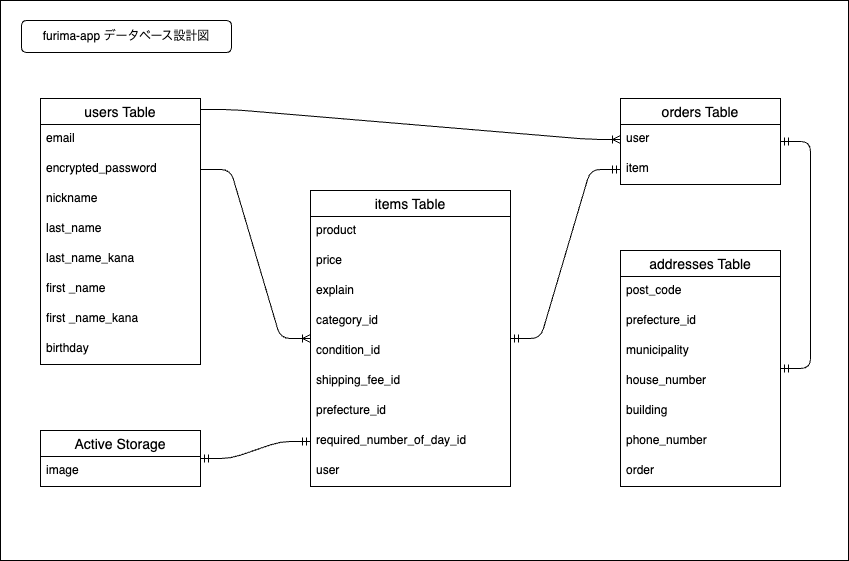 furima-app データベース設計図
users Table
email
encrypted_password
nickname
last_name
last_name_kana
first _name
first _name_kana
birthday
Active Storage
image
items Table
product
price
explain
category_id
condition_id
shipping_fee_id
prefecture_id
required_number_of_day_id
user
orders Table
user
item
addresses Table
post_code
prefecture_id
municipality
house_number
building
phone_number
order